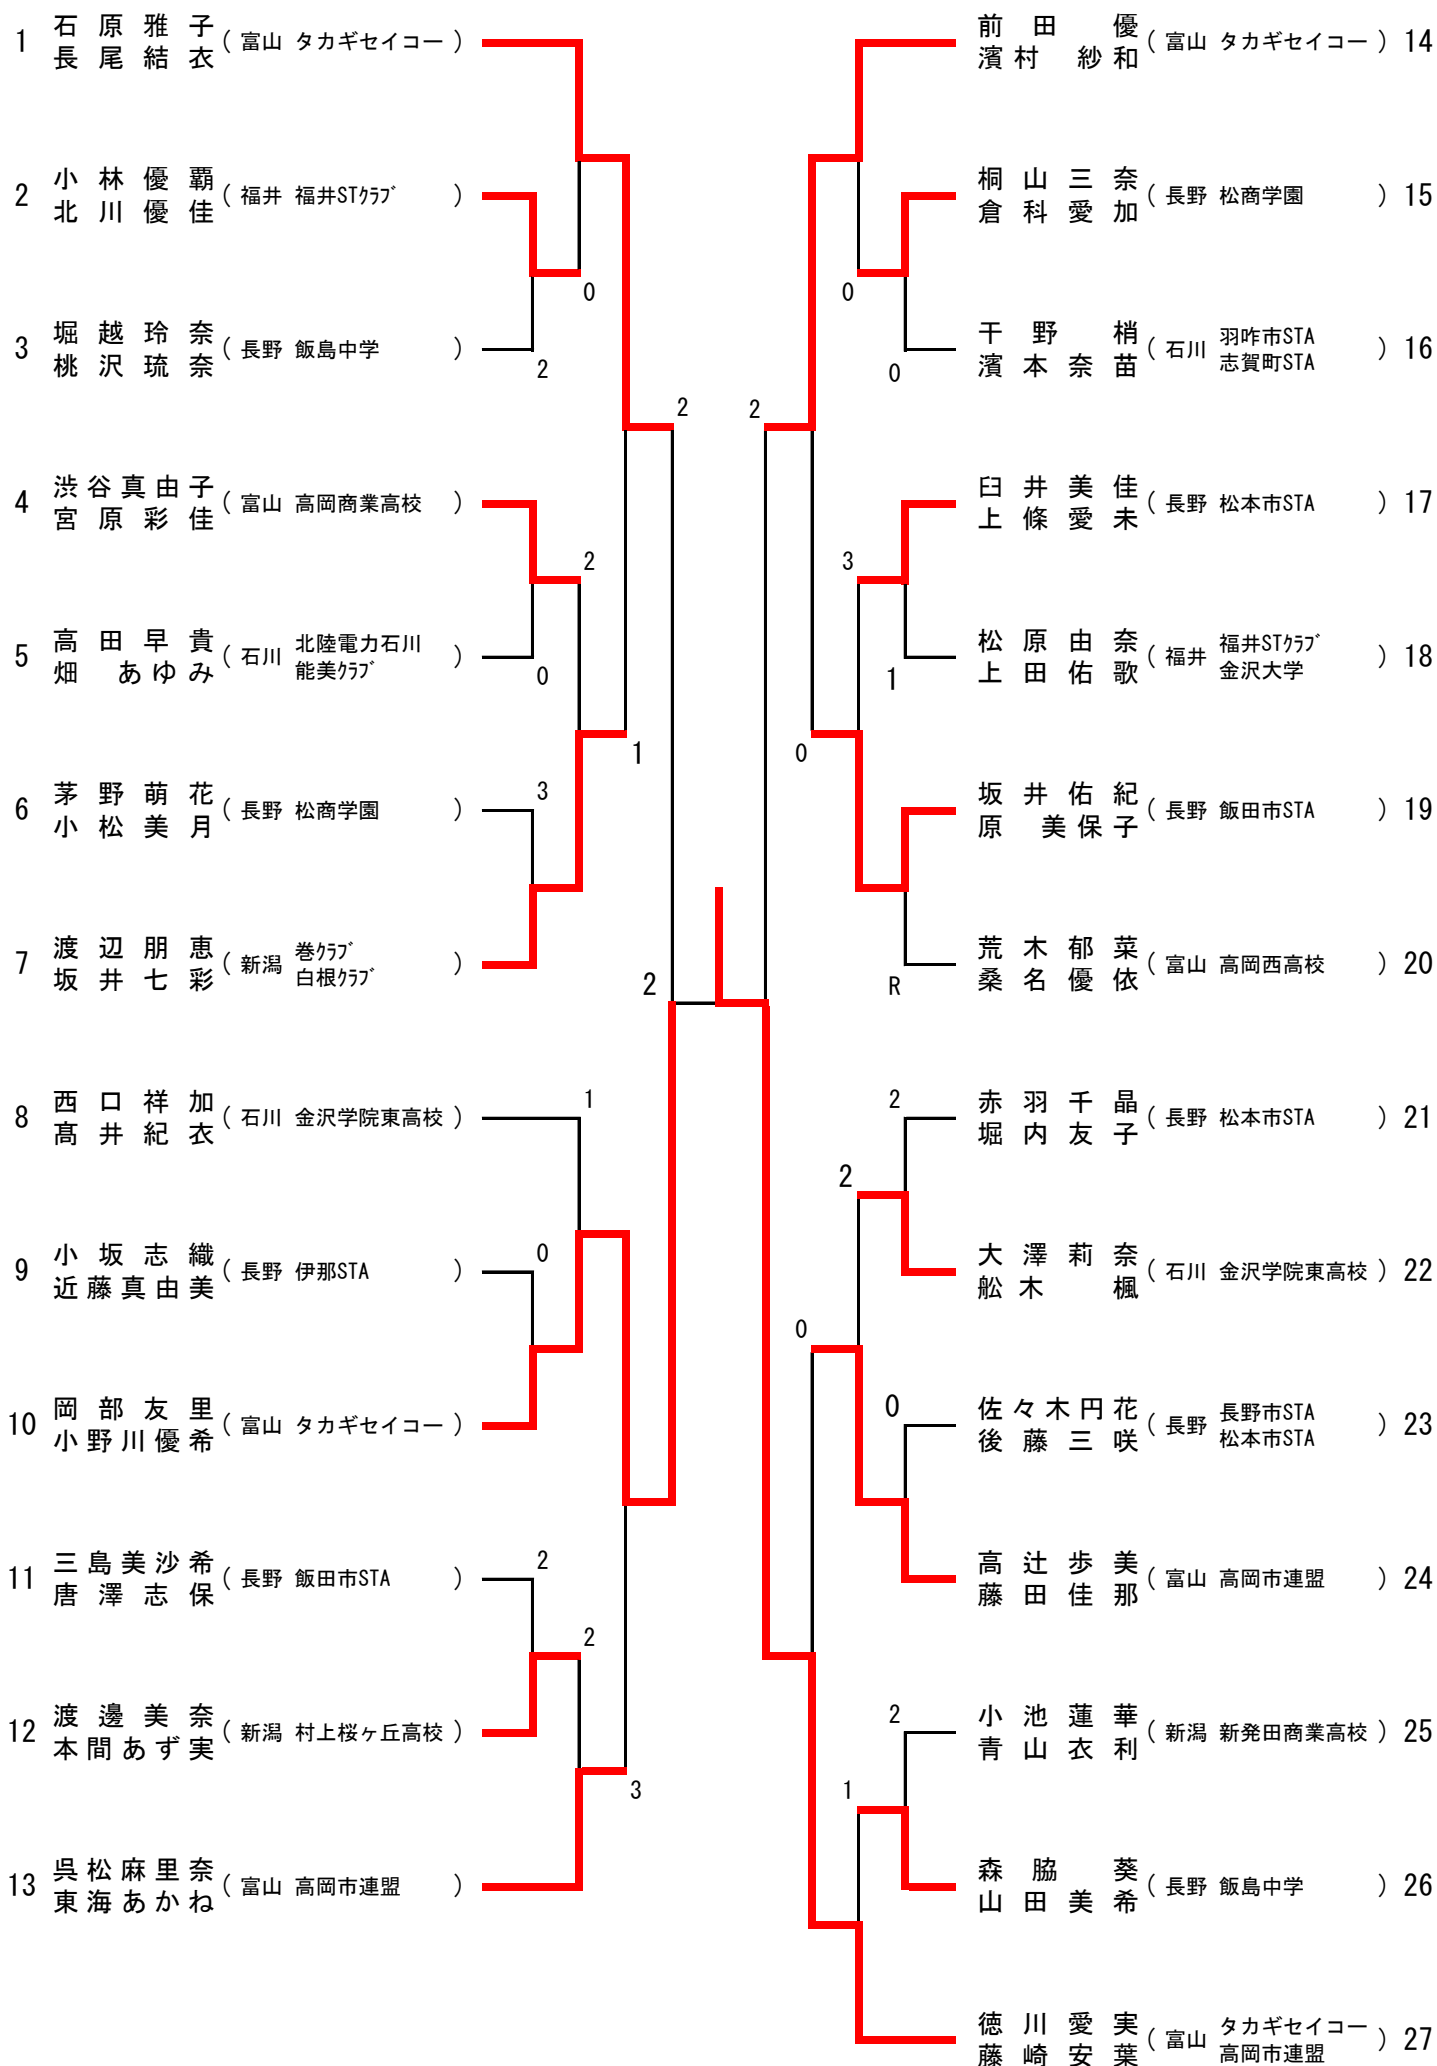 1 石原雅子 長尾結衣 (富山 タカギセイコー)
0
2 小林優覇 北川優佳 (福井 福井STクラブ)
2
3 堀越玲奈 桃沢琉奈 (長野 飯島中学)
2
4 渋谷真由子 宮原彩佳 (富山 高岡商業高校)
2
5 高田早貴 畑あゆみ (石川 北陸電力石川 能美クラブ)
0
1
6 茅野萌花 小松美月 (長野 松商学園)
3
7 渡辺朋恵 坂井七彩 (新潟 巻クラブ 白根クラブ)
2
8 西口祥加 髙井紀衣 (石川 金沢学院東高校)
1
9 小坂志織 近藤真由美 (長野 伊那STA)
0
10 岡部友里 小野川優希 (富山 タカギセイコー)
11 三島美沙希 唐澤志保 (長野 飯田市STA)
2
2
12 渡邊美奈 本間あず実 (新潟 村上桜ヶ丘高校)
3
13 呉松麻里奈 東海あかね (富山 高岡市連盟)
前田優 濱村紗和 (富山 タカギセイコー) 14
桐山三奈 倉科愛加 (長野 松商学園) 15
0
干野梢 濱本奈苗 (石川 羽咋市STA 志賀町STA) 16
0
2
臼井美佳 上條愛未 (長野 松本市STA) 17
3
松原由奈 上田佑歌 (福井 福井STクラブ 金沢大学) 18
1
0
坂井佑紀 原美保子 (長野 飯田市STA) 19
荒木郁菜 桑名優依 (富山 高岡西高校) 20
R
赤羽千晶 堀内友子 (長野 松本市STA) 21
2
2
大澤莉奈 舩木楓 (石川 金沢学院東高校) 22
0
佐々木円花 後藤三咲 (長野 長野市STA 松本市STA) 23
0
高辻歩美 藤田佳那 (富山 高岡市連盟) 24
小池蓮華 青山衣利 (新潟 新発田商業高校) 25
2
1
森脇葵 山田美希 (長野 飯島中学) 26
徳川愛実 藤崎安葉 (富山 タカギセイコー 高岡市連盟) 27